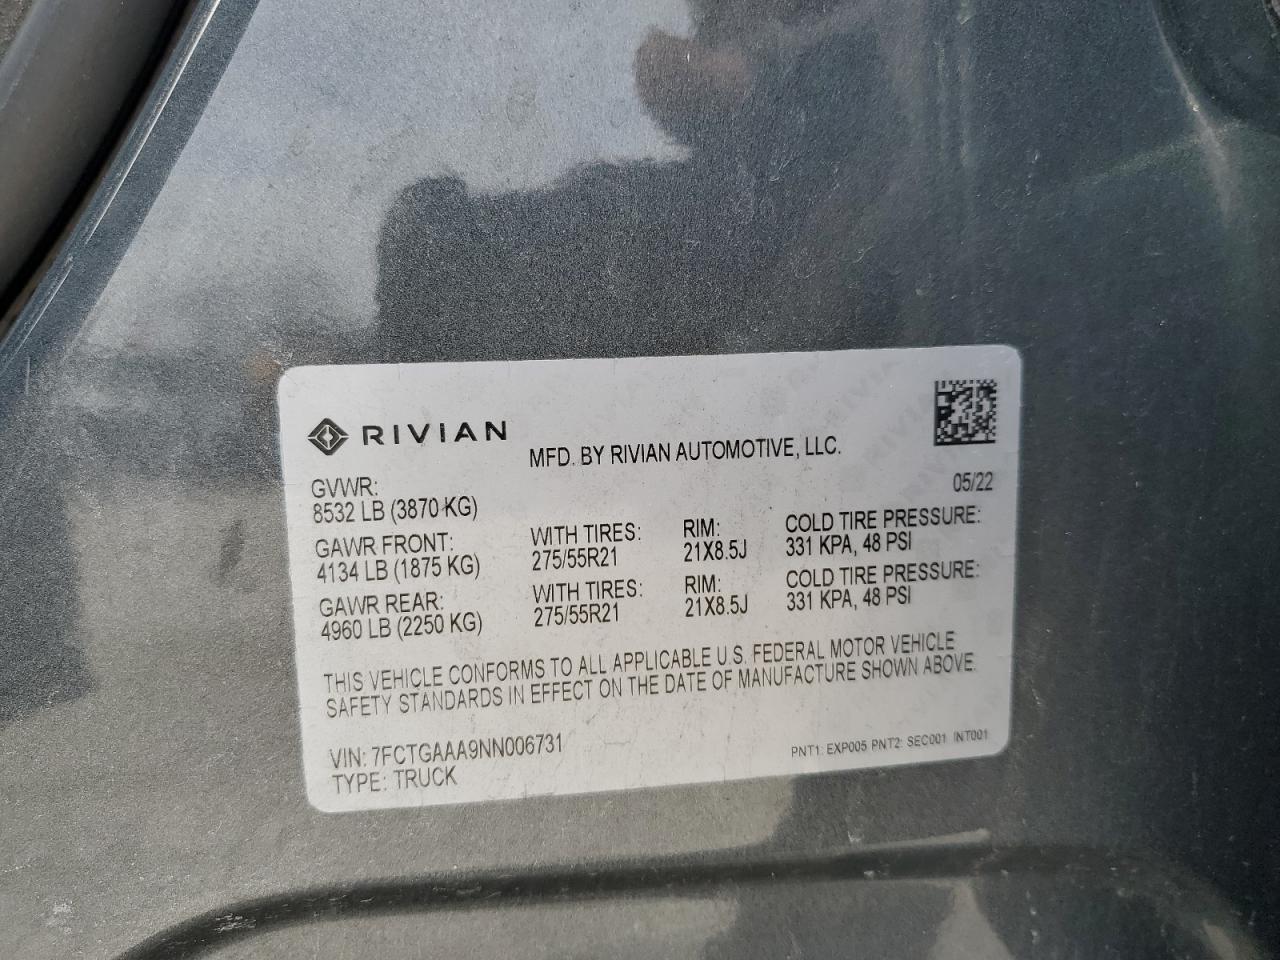 RIVIAN
MFD. BY RIVIAN AUTOMOTIVE, LLC.
05/22
GVWR:
8532 LB (3870 KG)
GAWR FRONT: WITH TIRES: RIM: COLD TIRE PRESSURE:
4134 LB (1875 KG) 275/55R21 21X8.5J 331 KPA, 48 PSI
GAWR REAR: WITH TIRES: RIM: COLD TIRE PRESSURE:
4960 LB (2250 KG) 275/55R21 21X8.5J 331 KPA, 48 PSI
THIS VEHICLE CONFORMS TO ALL APPLICABLE U.S. FEDERAL MOTOR VEHICLE
SAFETY STANDARDS IN EFFECT ON THE DATE OF MANUFACTURE SHOWN ABOVE.
VIN: 7FCTGAAA9NN006731
TYPE: TRUCK
PNT1: EXP005 PNT2: SEC001 INT001